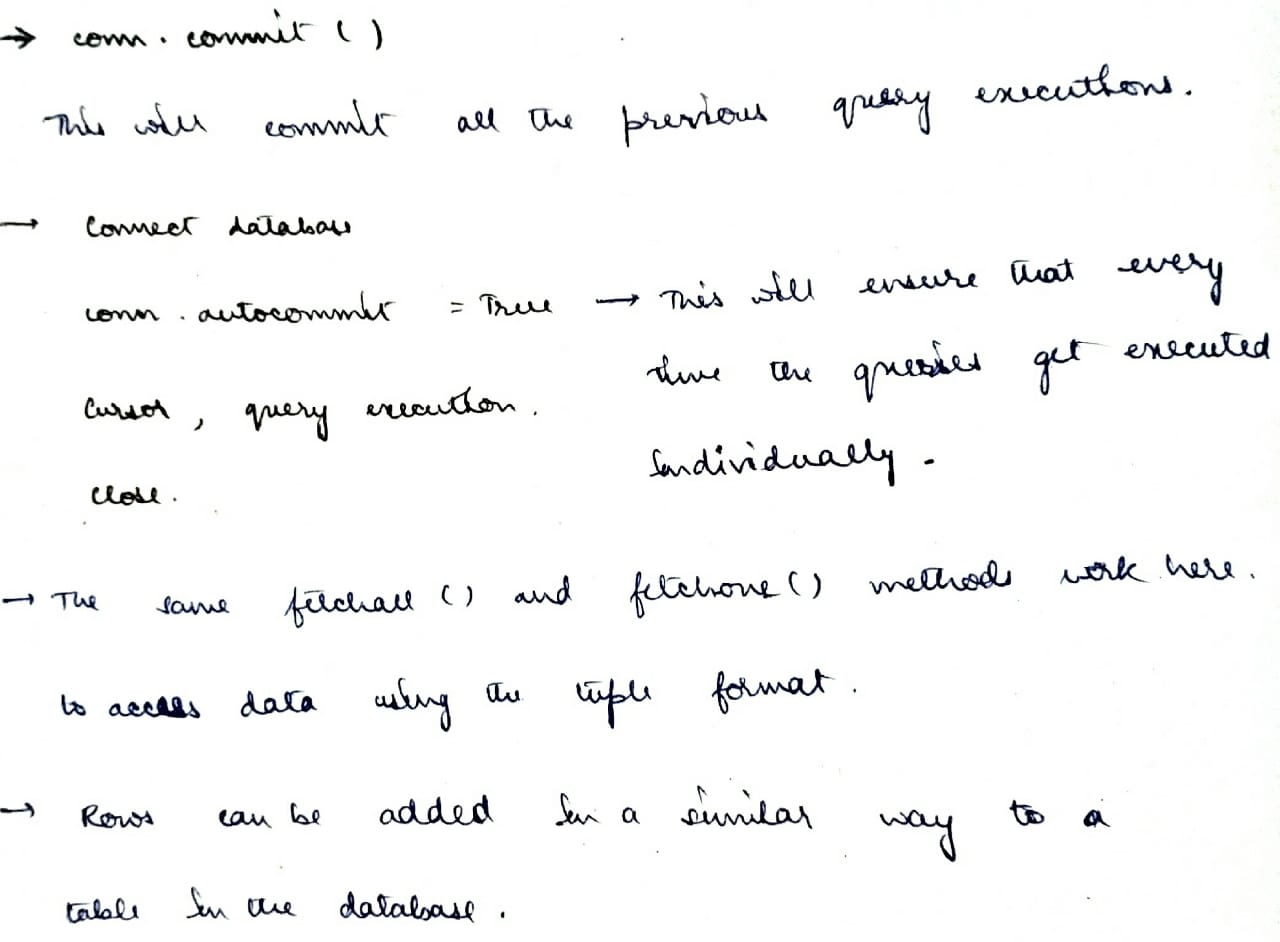 → conn. commit ()
This will commit all the previous query executions.
→ Connect database
conn. autocommit = True → This will ensure that every
time the queries get executed
Cursor, query execution.
individually.
close.
→ The same fetchall () and fetchone () methods work here.
to access data using the tuple format.
→ Rows can be added in a similar way to a
table in the database.